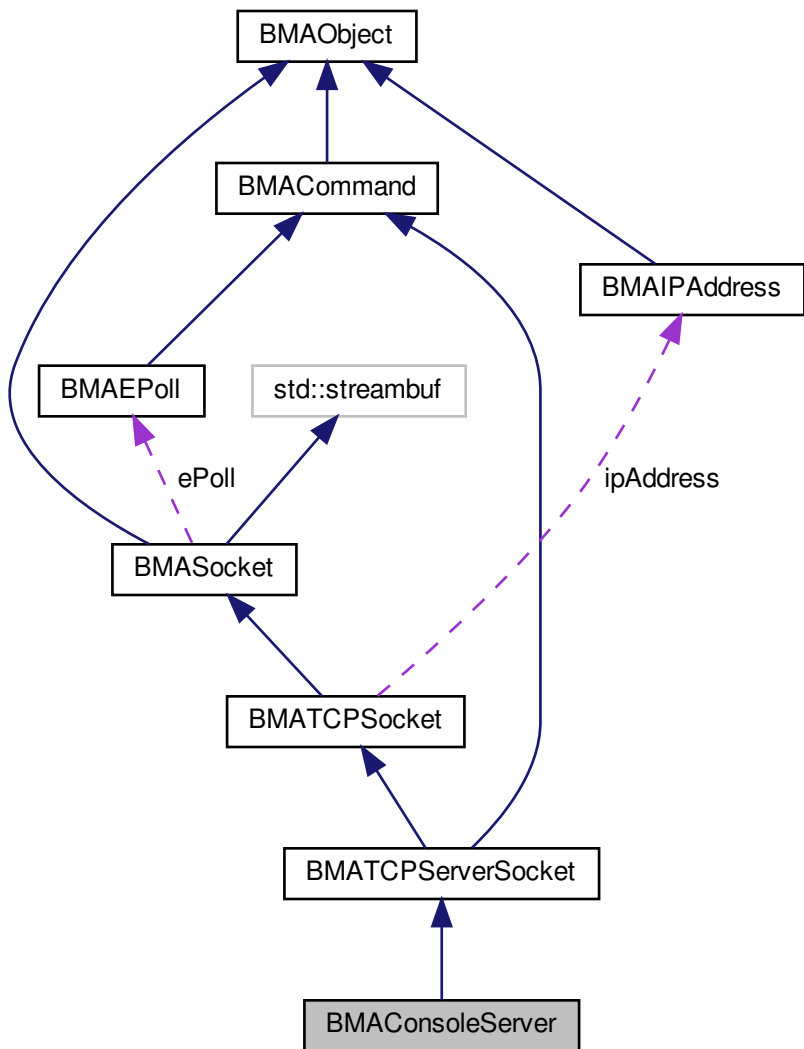 BMAObject
BMACommand
BMAIPAddress
BMAEPoll
std::streambuf
ePoll
ipAddress
BMASocket
BMATCPSocket
BMATCPServerSocket
BMAConsoleServer